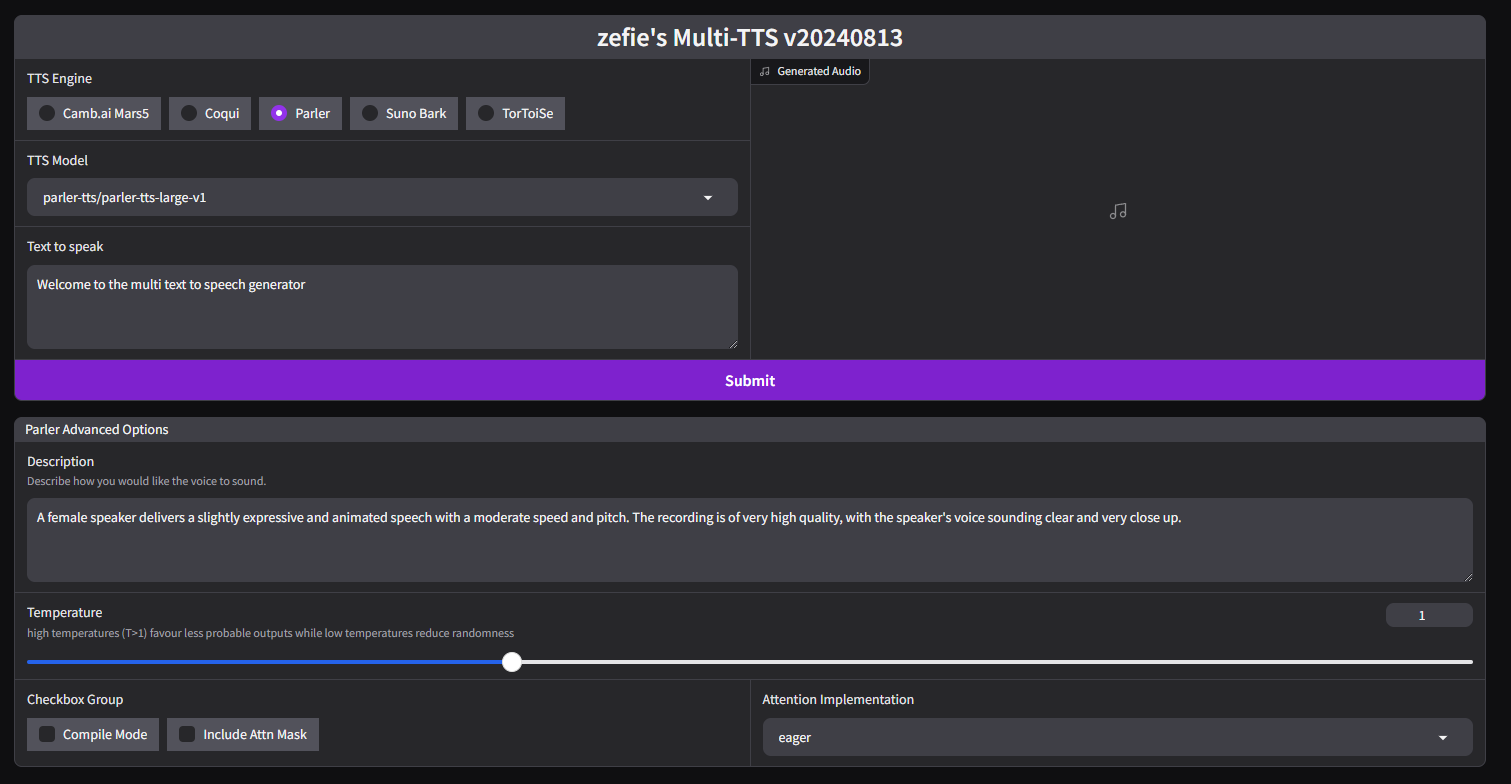 zefie's Multi-TTS v20240813
TTS Engine
Camb.ai Mars5
Coqui
Parler
Suno Bark
TorToiSe
Generated Audio
TTS Model
parler-tts/parler-tts-large-v1
Text to speak
Welcome to the multi text to speech generator
Submit
Parler Advanced Options
Description
Describe how you would like the voice to sound.
A female speaker delivers a slightly expressive and animated speech with a moderate speed and pitch. The recording is of very high quality, with the speaker's voice sounding clear and very close up.
Temperature
1
high temperatures (T>1) favour less probable outputs while low temperatures reduce randomness
Checkbox Group
Compile Mode
Include Attn Mask
Attention Implementation
eager